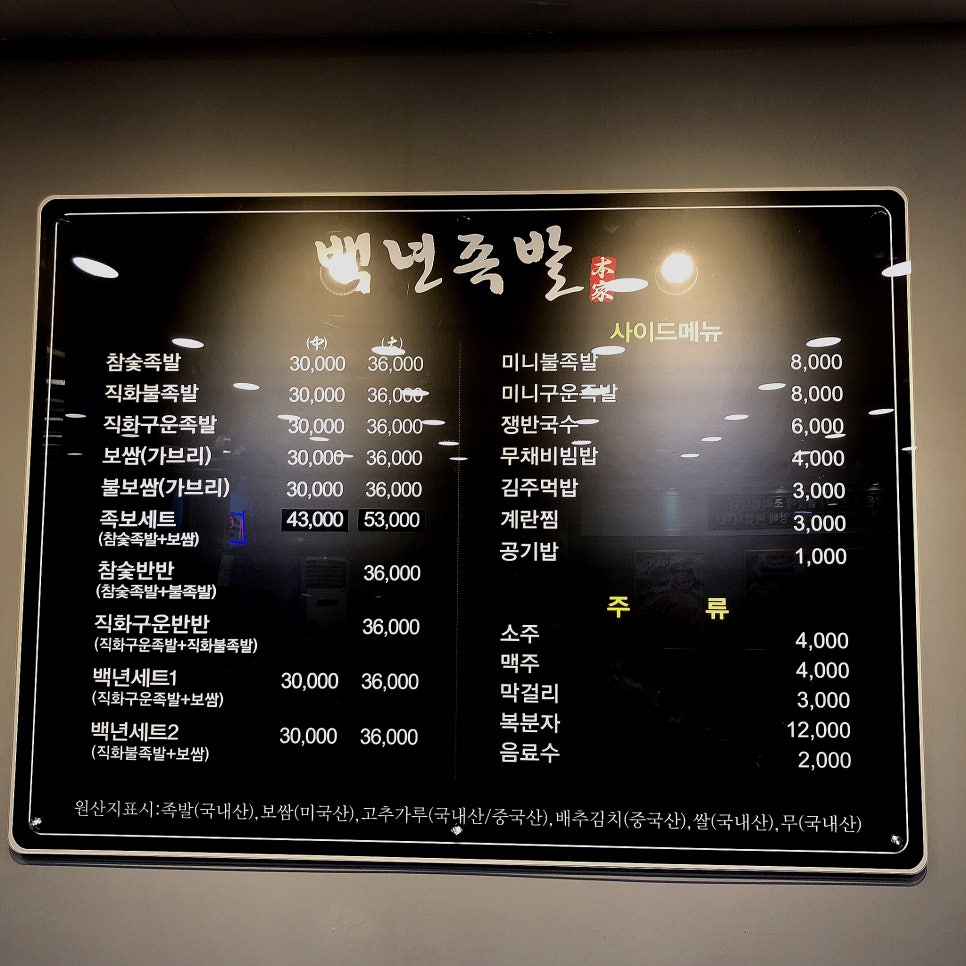 백년족발 本家
(中) (大)
참숯족발 30,000 36,000
직화불족발 30,000 36,000
직화구운족발 30,000 36,000
보쌈(가브리) 30,000 36,000
불보쌈(가브리) 30,000 36,000
족보세트 43,000 53,000
(참숯족발+보쌈)
참숯반반 36,000
(참숯족발+불족발)
직화구운반반 36,000
(직화구운족발+직화불족발)
백년세트1 30,000 36,000
(직화구운족발+보쌈)
백년세트2 30,000 36,000
(직화불족발+보쌈)
사이드메뉴
미니불족발 8,000
미니구운족발 8,000
쟁반국수 6,000
무채비빔밥 4,000
김주먹밥 3,000
계란찜 3,000
공기밥 1,000
주 류
소주 4,000
맥주 4,000
막걸리 3,000
복분자 12,000
음료수 2,000
원산지표시:족발(국내산),보쌈(미국산),고추가루(국내산/중국산),배추김치(중국산),쌀(국내산),무(국내산)